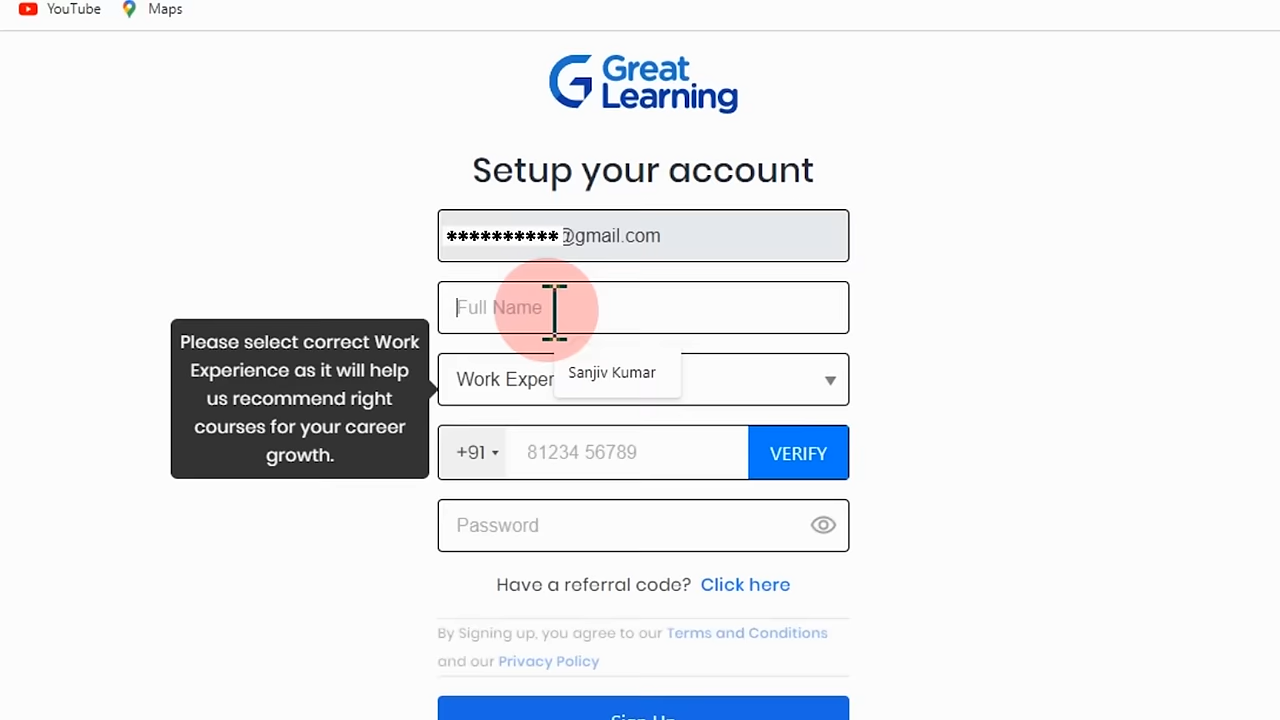 YouTube Maps
Great
Learning
Setup your account
**********@gmail.com
Full Name
Sanjiv Kumar
Please select correct Work
Experience as it will help
us recommend right
courses for your career
growth.
Work Exper
+91 81234 56789 VERIFY
Password
Have a referral code? Click here
By Signing up, you agree to our Terms and Conditions
and our Privacy Policy
Sign Up